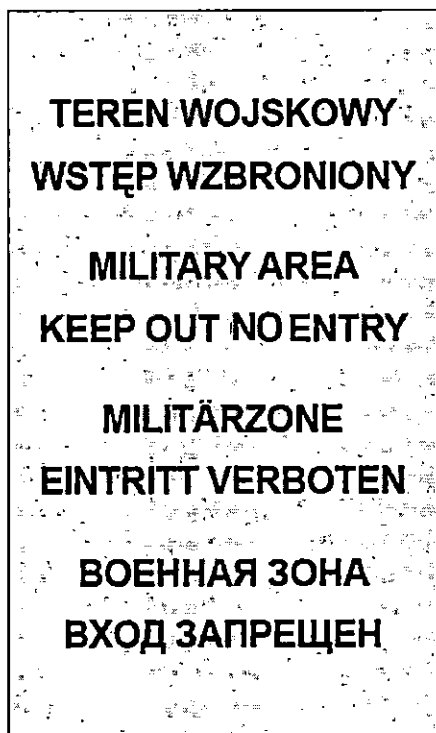 TEREN WOJSKOWY
WSTĘP WZBRONIONY
MILITARY AREA
KEEP OUT NO ENTRY
MILITÄRZONE
EINTRITT VERBOTEN
ВОЕННАЯ ЗОНА
ВХОД ЗАПРЕЩЕН